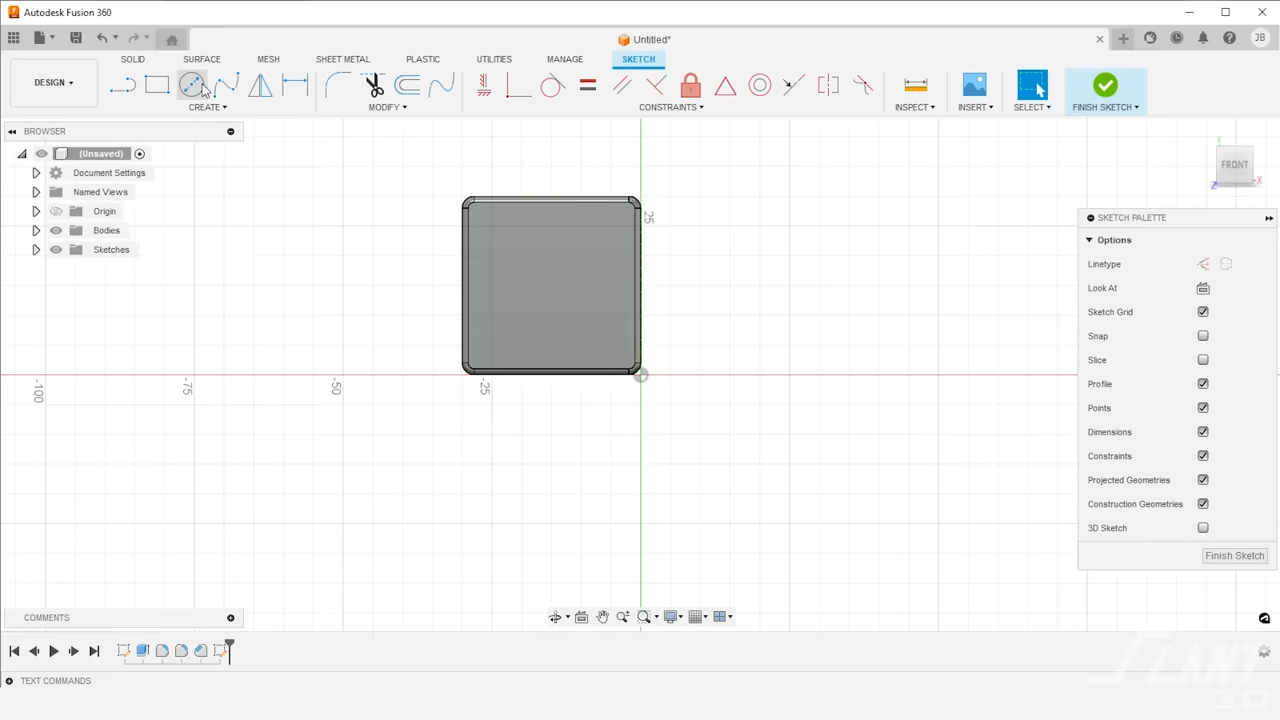 Autodesk Fusion 360
Untitled*
JB
DESIGN
SOLID SURFACE MESH SHEET METAL PLASTIC UTILITIES MANAGE SKETCH
CREATE MODIFY CONSTRAINTS INSPECT INSERT SELECT FINISH SKETCH
BROWSER
(Unsaved)
Document Settings
Named Views
Origin
Bodies
Sketches
FRONT
Y
X
Z
25
-100
-75
-50
-25
SKETCH PALETTE
Options
Linetype
Look At
Sketch Grid
Snap
Slice
Profile
Points
Dimensions
Constraints
Projected Geometries
Construction Geometries
3D Sketch
Finish Sketch
COMMENTS
TEXT COMMANDS
SLANT
3D